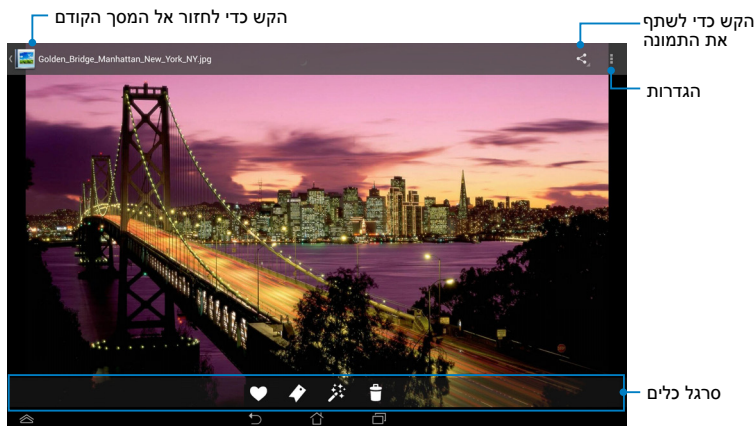 הקש כדי לחזור אל המסך הקודם
הקש כדי לשתף
את התמונה
Golden_Bridge_Manhattan_New_York_NY.jpg
הגדרות
סרגל כלים